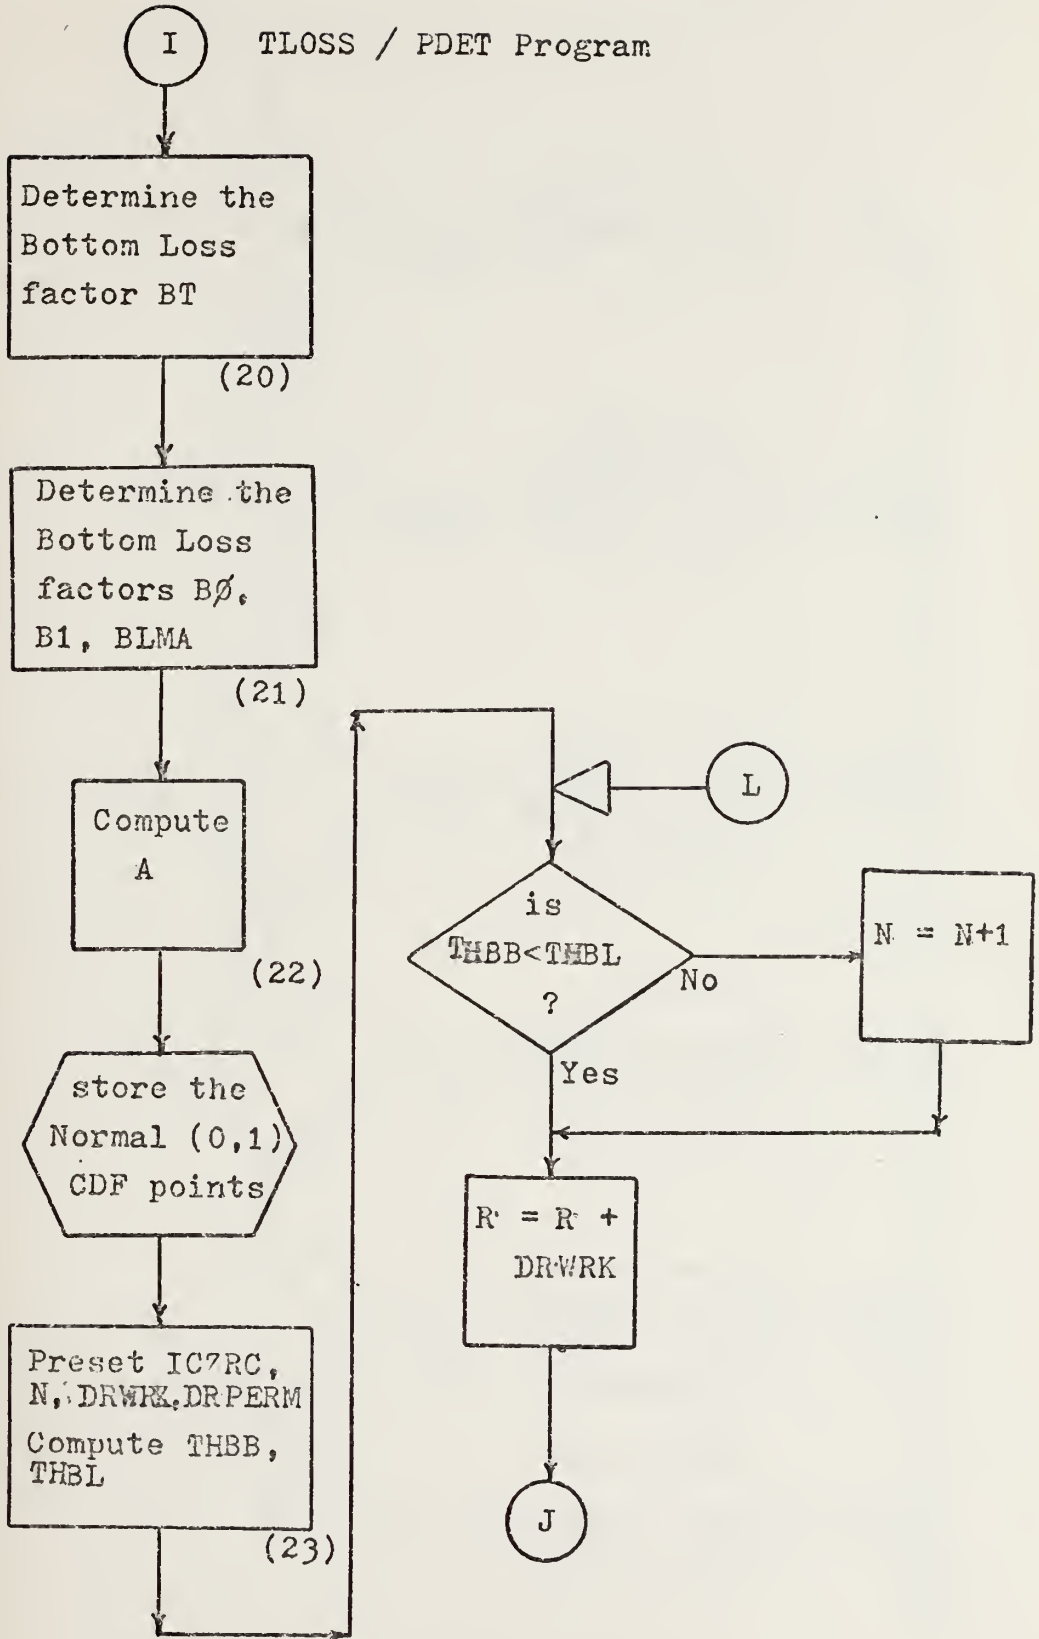 I
TLOSS / PDET Program
Determine the
Bottom Loss
factor BT
(20)
Determine the
Bottom Loss
factors BØ,
B1, BLMA
(21)
Compute
A
(22)
store the
Normal (0,1)
CDF points
Preset IC7RC,
N, DRWRK, DRPERM
Compute THBB,
THBL
(23)
L
is
THBB<THBL
?
No
Yes
N = N+1
R = R +
DRWRK
J